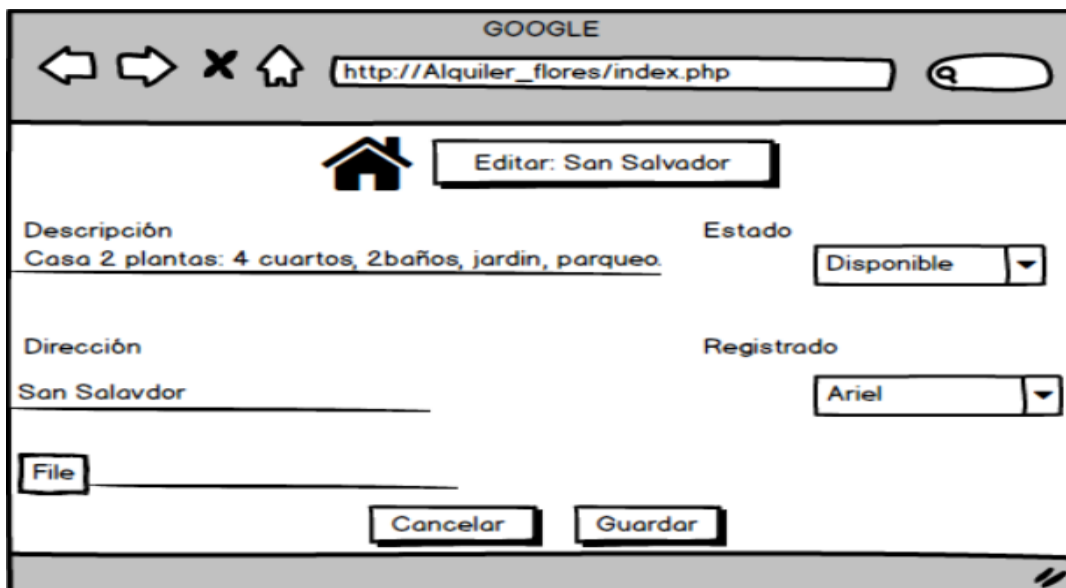 GOOGLE
http://Alquiler_flores/index.php
Editar: San Salvador
Descripción
Casa 2 plantas: 4 cuartos, 2baños, jardin, parqueo.
Estado
Disponible
Dirección
San Salavdor
Registrado
Ariel
File
Cancelar
Guardar